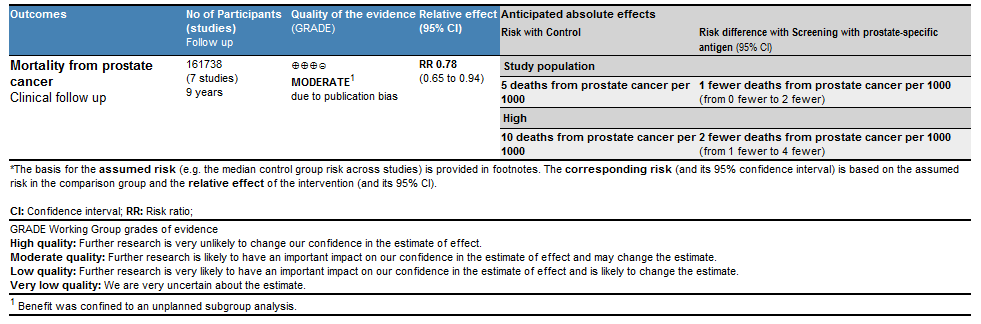 Outcomes
No of Participants
(studies)
Follow up
Quality of the evidence
(GRADE)
Relative effect
(95% CI)
Anticipated absolute effects
Risk with Control
Risk difference with Screening with prostate-specific
antigen (95% CI)
Mortality from prostate
cancer
Clinical follow up
161738
(7 studies)
9 years
⊕⊕⊕⊖
MODERATE1
due to publication bias
RR 0.78
(0.65 to 0.94)
Study population
5 deaths from prostate cancer per
1000
1 fewer deaths from prostate cancer per 1000
(from 0 fewer to 2 fewer)
High
10 deaths from prostate cancer per
1000
2 fewer deaths from prostate cancer per 1000
(from 1 fewer to 4 fewer)
*The basis for the assumed risk (e.g. the median control group risk across studies) is provided in footnotes. The corresponding risk (and its 95% confidence interval) is based on the assumed
risk in the comparison group and the relative effect of the intervention (and its 95% CI).
CI: Confidence interval; RR: Risk ratio;
GRADE Working Group grades of evidence
High quality: Further research is very unlikely to change our confidence in the estimate of effect.
Moderate quality: Further research is likely to have an important impact on our confidence in the estimate of effect and may change the estimate.
Low quality: Further research is very likely to have an important impact on our confidence in the estimate of effect and is likely to change the estimate.
Very low quality: We are very uncertain about the estimate.
1 Benefit was confined to an unplanned subgroup analysis.